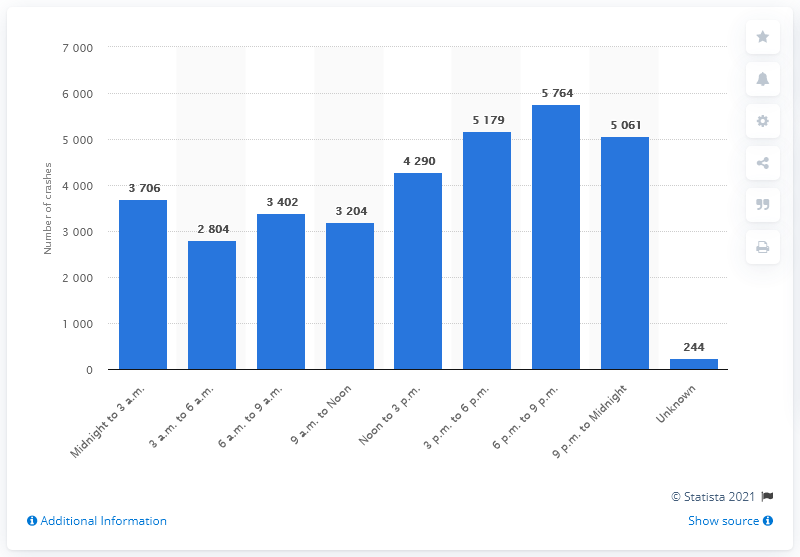 7 000
6 000
5 000
4 000
3 000
2 000
1 000
0
Number of crashes
3 706
2 804
3 402
3 204
4 290
5 179
5 764
5 061
244
Midnight to 3 a.m.
3 a.m. to 6 a.m.
6 a.m. to 9 a.m.
9 a.m. to Noon
Noon to 3 p.m.
3 p.m. to 6 p.m.
6 p.m. to 9 p.m.
9 p.m. to Midnight
Unknown
© Statista 2021
Additional Information
Show source